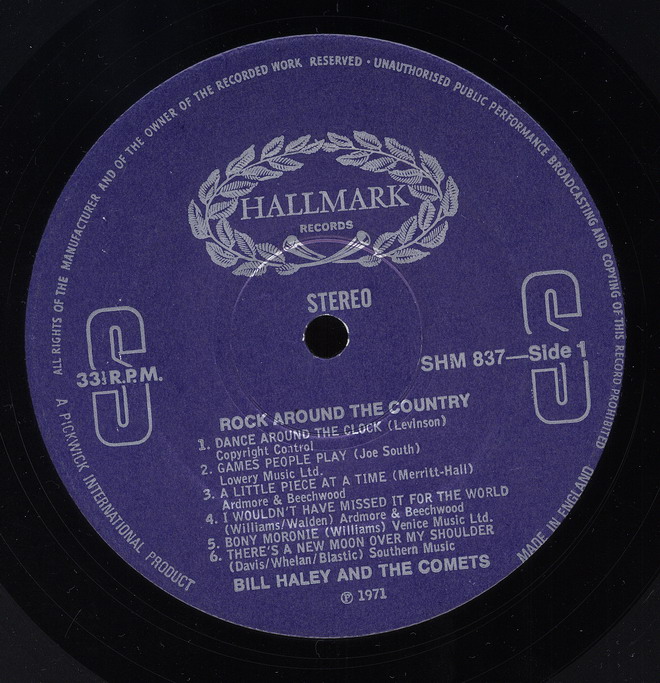 ALL RIGHTS OF THE MANUFACTURER AND OF THE OWNER OF THE RECORDED WORK RESERVED · UNAUTHORISED PUBLIC PERFORMANCE BROADCASTING AND COPYING OF THIS RECORD PROHIBITED
HALLMARK
RECORDS
STEREO
33⅓ R.P.M.
SHM 837—Side 1
ROCK AROUND THE COUNTRY
1. DANCE AROUND THE CLOCK (Levinson)
Copyright Control
2. GAMES PEOPLE PLAY (Joe South)
Lowery Music Ltd.
3. A LITTLE PIECE AT A TIME (Merritt-Hall)
Ardmore & Beechwood
4. I WOULDN'T HAVE MISSED IT FOR THE WORLD
(Williams/Walden) Ardmore & Beechwood
5. BONY MORONIE (Williams) Venice Music Ltd.
6. THERE'S A NEW MOON OVER MY SHOULDER
(Davis/Whelan/Blastic) Southern Music
BILL HALEY AND THE COMETS
℗ 1971
A PICKWICK INTERNATIONAL PRODUCT
MADE IN ENGLAND